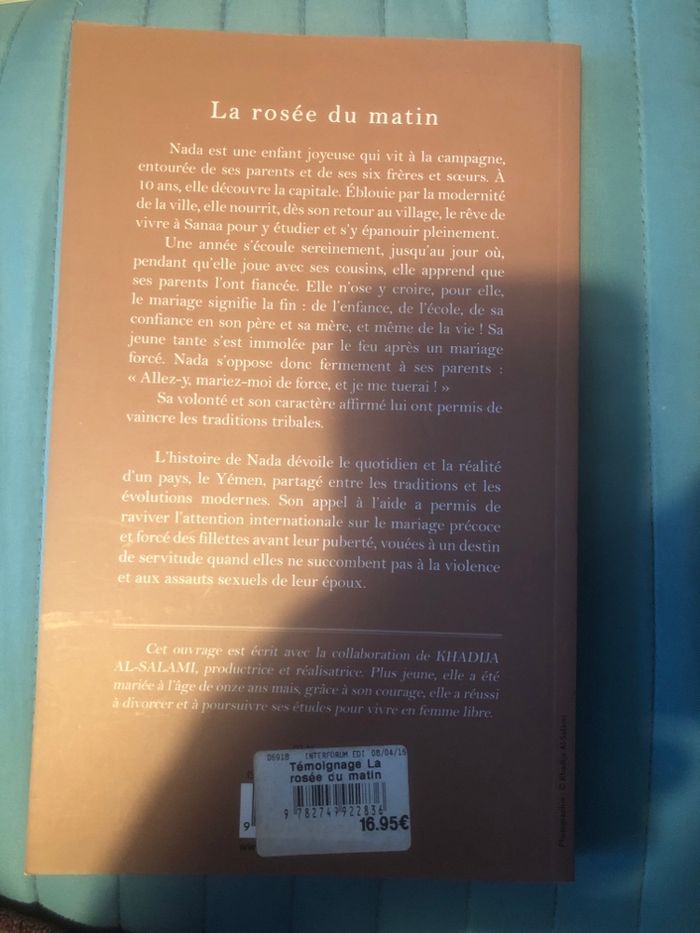 La rosée du matin
Nada est une enfant joyeuse qui vit à la campagne,
entourée de ses parents et de ses six frères et sœurs. À
10 ans, elle découvre la capitale. Éblouie par la modernité
de la ville, elle nourrit, dès son retour au village, le rêve de
vivre à Sanaa pour y étudier et s'y épanouir pleinement.
Une année s'écoule sereinement, jusqu'au jour où,
pendant qu'elle joue avec ses cousins, elle apprend que
ses parents l'ont fiancée. Elle n'ose y croire, pour elle,
le mariage signifie la fin : de l'enfance, de l'école, de sa
confiance en son père et sa mère, et même de la vie ! Sa
jeune tante s'est immolée par le feu après un mariage
forcé. Nada s'oppose donc fermement à ses parents :
« Allez-y, mariez-moi de force, et je me tuerai ! »
Sa volonté et son caractère affirmé lui ont permis de
vaincre les traditions tribales.
L'histoire de Nada dévoile le quotidien et la réalité
d'un pays, le Yémen, partagé entre les traditions et les
évolutions modernes. Son appel à l'aide a permis de
raviver l'attention internationale sur le mariage précoce
et forcé des fillettes avant leur puberté, vouées à un destin
de servitude quand elles ne succombent pas à la violence
et aux assauts sexuels de leur époux.
Cet ouvrage est écrit avec la collaboration de KHADIJA
AL-SALAMI, productrice et réalisatrice. Plus jeune, elle a été
mariée à l'âge de onze ans mais, grâce à son courage, elle a réussi
à divorcer et à poursuivre ses études pour vivre en femme libre.
06918 INTERFORUM EDI 08/04/16
Témoignage La
rosée du matin
9 782749 922836
16.95€
9
www.
Photographie © Khadija Al-Salami